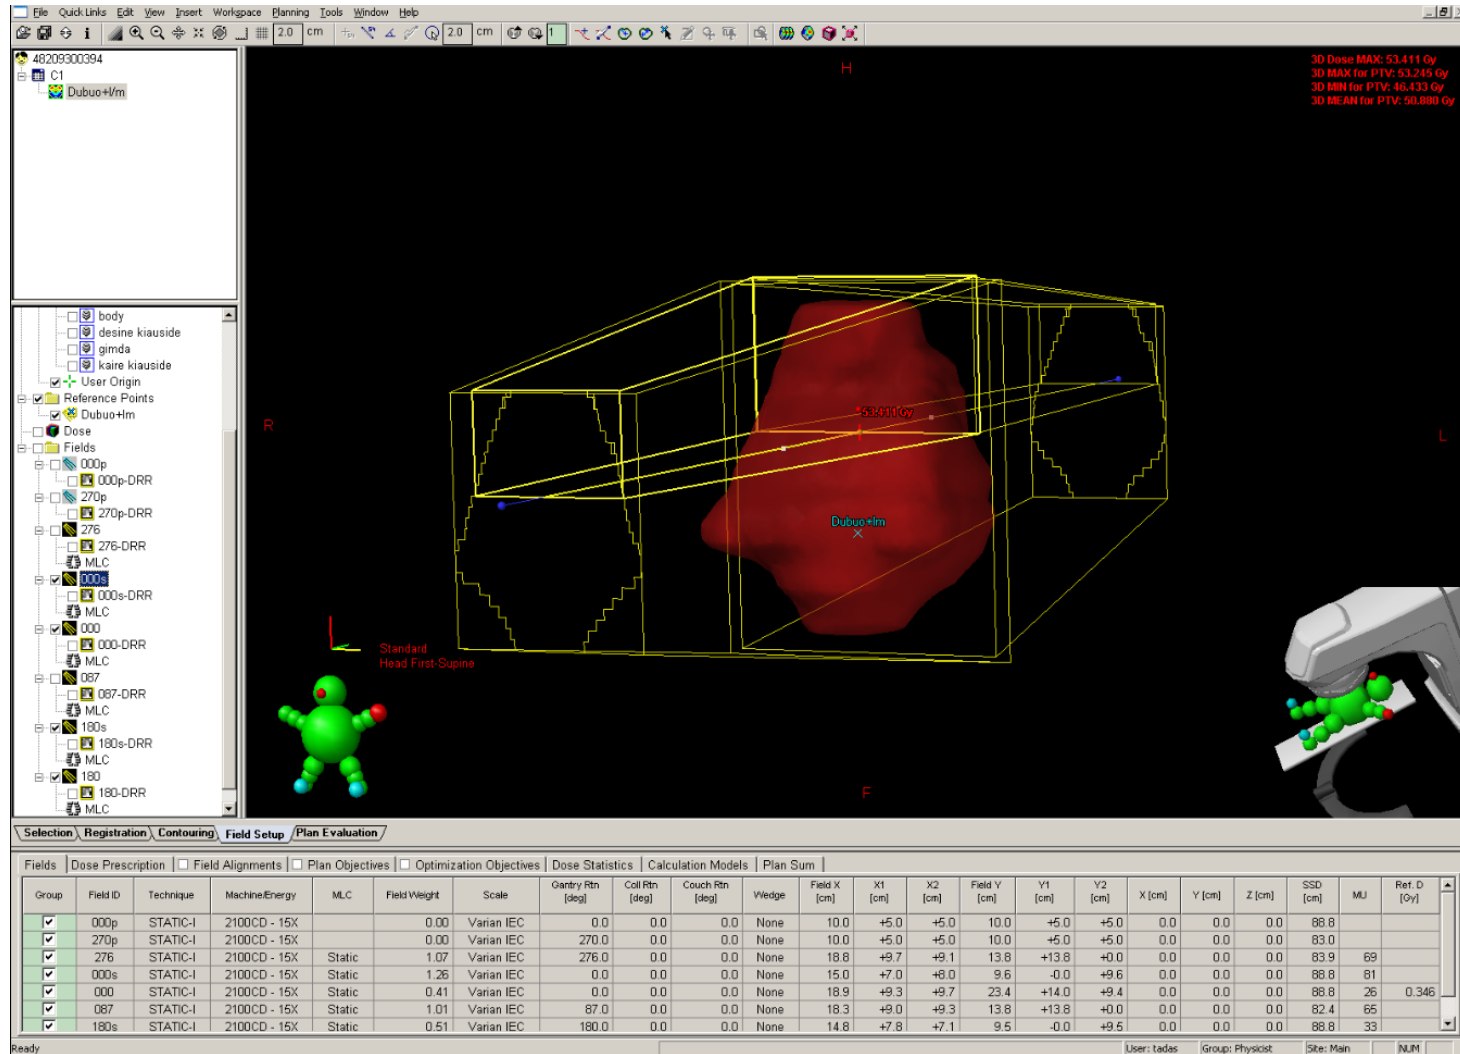 File Quick Links Edit View Insert Workspace Planning Tools Window Help
2.0 cm 2.0 cm 1
48209300394
C1
Dubuo+l/m
body
desine kiauside
gimda
kaire kiauside
User Origin
Reference Points
Dubuo+lm
Dose
Fields
000p
000p-DRR
270p
270p-DRR
276
276-DRR
MLC
000s
000s-DRR
MLC
000
000-DRR
MLC
087
087-DRR
MLC
180s
180s-DRR
MLC
180
180-DRR
MLC
H
3D Dose MAX: 53.411 Gy
3D MAX for PTV: 53.245 Gy
3D MIN for PTV: 46.433 Gy
3D MEAN for PTV: 50.880 Gy
53.411 Gy
R
L
Dubuo+lm
Standard
Head First-Supine
F
Selection Registration Contouring Field Setup Plan Evaluation
Fields Dose Prescription Field Alignments Plan Objectives Optimization Objectives Dose Statistics Calculation Models Plan Sum
Group Field ID Technique Machine/Energy MLC Field Weight Scale Gantry Rtn [deg] Coll Rtn [deg] Couch Rtn [deg] Wedge Field X [cm] X1 [cm] X2 [cm] Field Y [cm] Y1 [cm] Y2 [cm] X [cm] Y [cm] Z [cm] SSD [cm] MU Ref. D [Gy]
000p STATIC-I 2100CD - 15X 0.00 Varian IEC 0.0 0.0 0.0 None 10.0 +5.0 +5.0 10.0 +5.0 +5.0 0.0 0.0 0.0 88.8
270p STATIC-I 2100CD - 15X 0.00 Varian IEC 270.0 0.0 0.0 None 10.0 +5.0 +5.0 10.0 +5.0 +5.0 0.0 0.0 0.0 83.0
276 STATIC-I 2100CD - 15X Static 1.07 Varian IEC 276.0 0.0 0.0 None 18.8 +9.7 +9.1 13.8 +13.8 +0.0 0.0 0.0 0.0 83.9 69
000s STATIC-I 2100CD - 15X Static 1.26 Varian IEC 0.0 0.0 0.0 None 15.0 +7.0 +8.0 9.6 -0.0 +9.6 0.0 0.0 0.0 88.8 81
000 STATIC-I 2100CD - 15X Static 0.41 Varian IEC 0.0 0.0 0.0 None 18.9 +9.3 +9.7 23.4 +14.0 +9.4 0.0 0.0 0.0 88.8 26 0.346
087 STATIC-I 2100CD - 15X Static 1.01 Varian IEC 87.0 0.0 0.0 None 18.3 +9.0 +9.3 13.8 +13.8 +0.0 0.0 0.0 0.0 82.4 65
180s STATIC-I 2100CD - 15X Static 0.51 Varian IEC 180.0 0.0 0.0 None 14.8 +7.8 +7.1 9.5 -0.0 +9.5 0.0 0.0 0.0 88.8 33
Ready User: tadas Group: Physicist Site: Main NUM